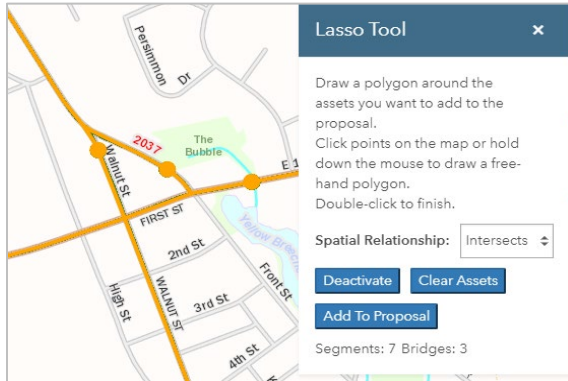 Persimmon
Dr
2037
The
Bubble
Walnut St
E 1
FIRST ST
Yellow Breeches
2nd St
Front St
High St
WALNUT ST
3rd St
4th St
Lasso Tool ×
Draw a polygon around the
assets you want to add to the
proposal.
Click points on the map or hold
down the mouse to draw a free-
hand polygon.
Double-click to finish.
Spatial Relationship: Intersects
Deactivate Clear Assets
Add To Proposal
Segments: 7 Bridges: 3